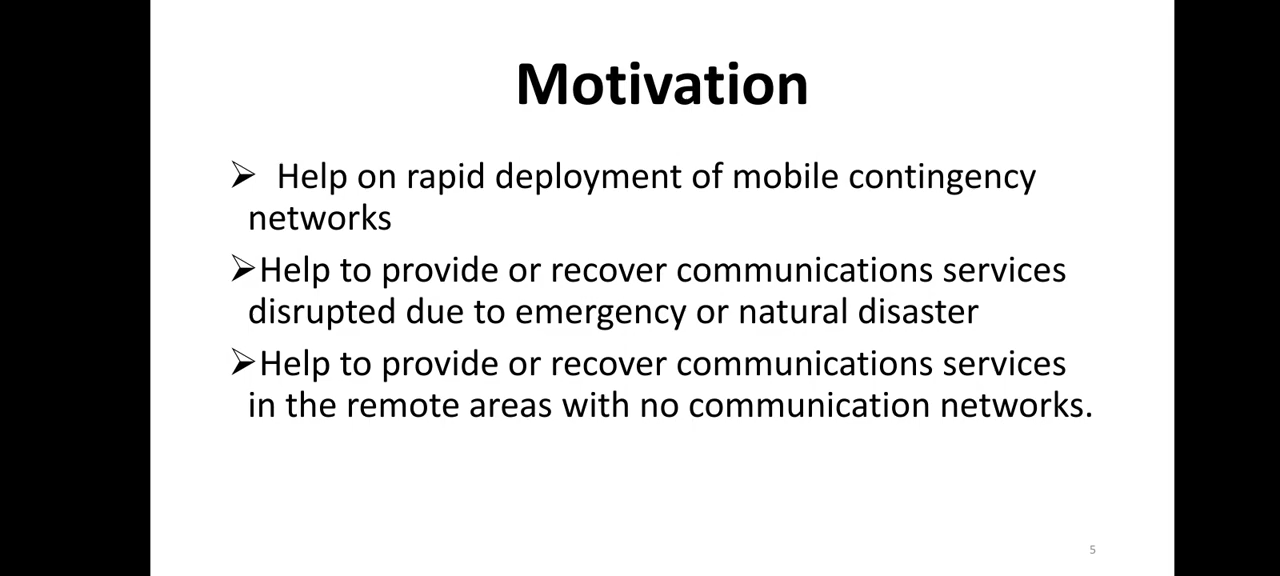 Motivation
➢ Help on rapid deployment of mobile contingency
networks
➢Help to provide or recover communications services
disrupted due to emergency or natural disaster
➢Help to provide or recover communications services
in the remote areas with no communication networks.
5